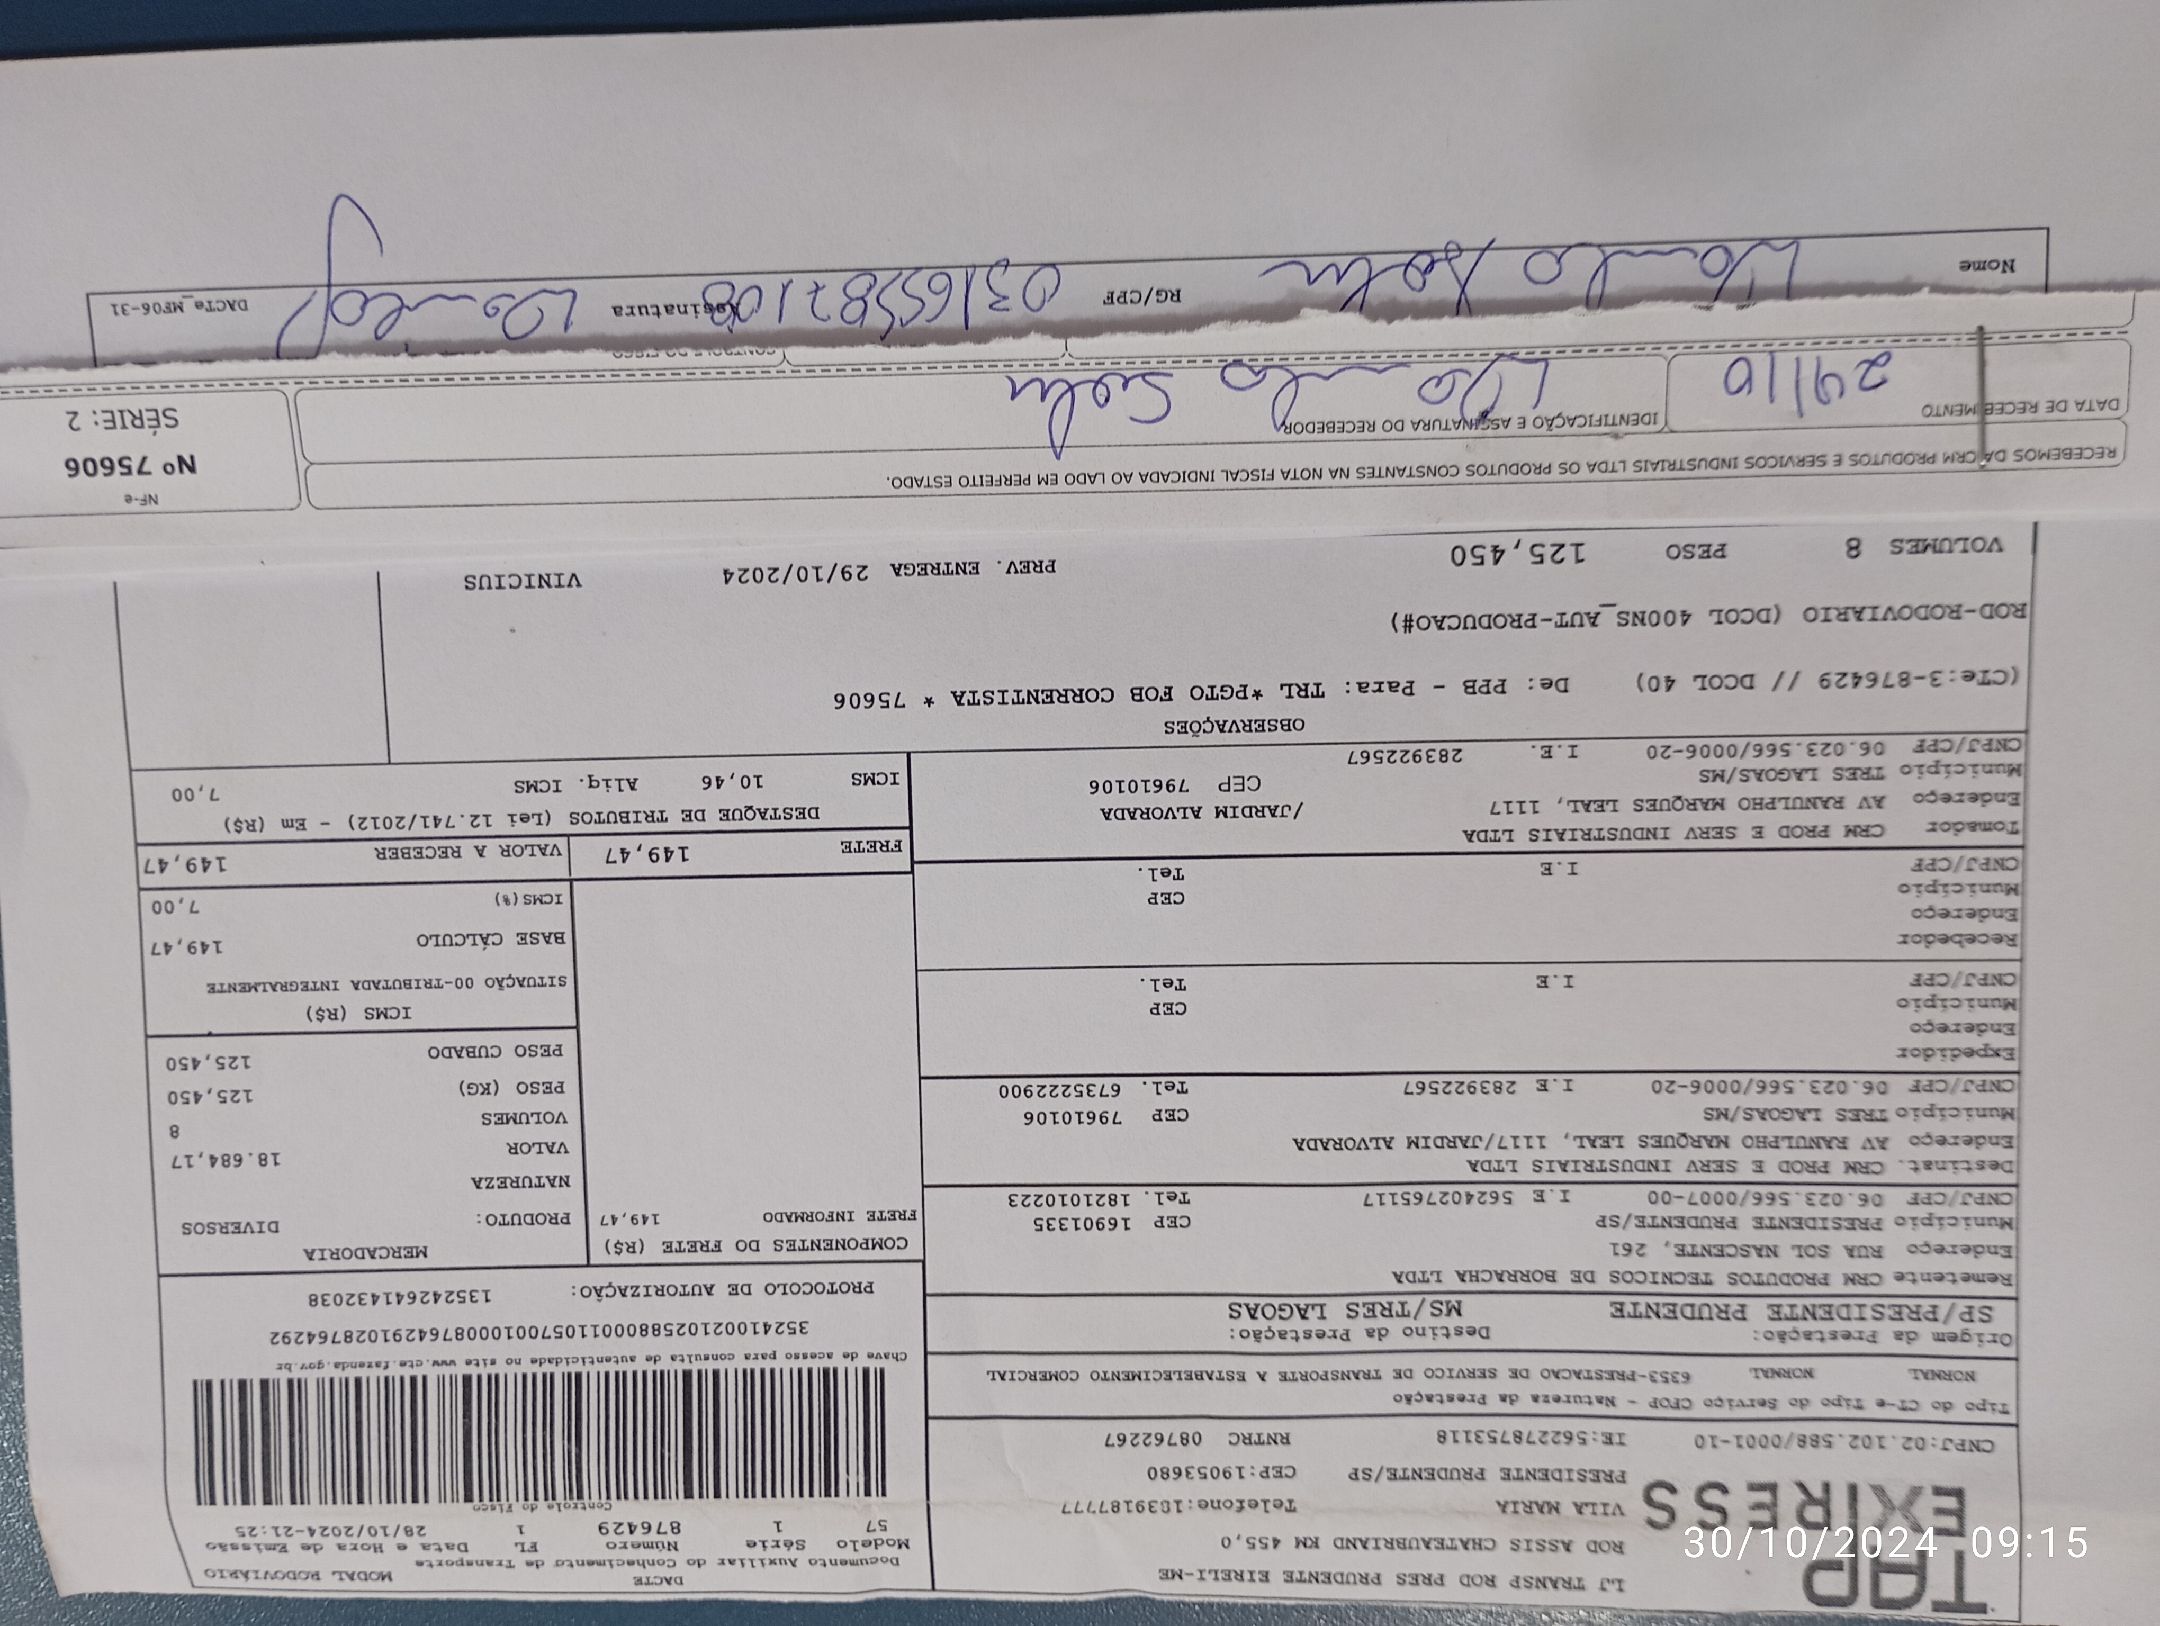 TAP
EXIRESS
LJ TRANSP ROD PRES PRUDENTE EIRELI-ME
ROD ASSIS CHATEAUBRIAND KM 455,0
VILA MARIA Telefone:1839187777
PRESIDENTE PRUDENTE/SP CEP:19053680
CNPJ:02.102.588/0001-10 IE:562278753118 RNTRC 08762267
DACTE MODAL RODOVIÁRIO
Documento Auxiliar do Conhecimento de Transporte
Modelo Série Número FL Data e Hora de Emissão
57 1 876429 1 28/10/2024-21:25
Controle do Fisco
Chave de acesso para consulta de autenticidade no site www.cte.fazenda.gov.br
35241002102588000110570010008764291028764292
PROTOCOLO DE AUTORIZAÇÃO: 135242641432038
Tipo do CT-e Tipo do Serviço CFOP - Natureza da Prestação
NORMAL NORMAL 6353-PRESTACAO DE SERVICO DE TRANSPORTE A ESTABELECIMENTO COMERCIAL
Origem da Prestação: Destino da Prestação:
SP/PRESIDENTE PRUDENTE MS/TRES LAGOAS
Remetente CRM PRODUTOS TECNICOS DE BORRACHA LTDA
Endereço RUA SOL NASCENTE, 261
Município PRESIDENTE PRUDENTE/SP CEP 16901335
CNPJ/CPF 06.023.566/0007-00 I.E 562402765117 Tel. 1821010223
Destinat. CRM PROD E SERV INDUSTRIAIS LTDA
Endereço AV RANULPHO MARQUES LEAL, 1117/JARDIM ALVORADA
Município TRES LAGOAS/MS CEP 79610106
CNPJ/CPF 06.023.566/0006-20 I.E 283922567 Tel. 6735222900
Expedidor
Endereço
Município CEP
CNPJ/CPF I.E Tel.
Recebedor
Endereço
Município CEP
CNPJ/CPF I.E Tel.
Tomador CRM PROD E SERV INDUSTRIAIS LTDA
Endereço AV RANULPHO MARQUES LEAL, 1117 /JARDIM ALVORADA
Município TRES LAGOAS/MS CEP 79610106
CNPJ/CPF 06.023.566/0006-20 I.E. 283922567
COMPONENTES DO FRETE (R$)
FRETE INFORMADO 149,47
MERCADORIA
PRODUTO: DIVERSOS
NATUREZA
VALOR 18.684,17
VOLUMES 8
PESO (KG) 125,450
PESO CUBADO 125,450
ICMS (R$)
SITUAÇÃO 00-TRIBUTADA INTEGRALMENTE
BASE CÁLCULO 149,47
ICMS(%) 7,00
FRETE 149,47 VALOR A RECEBER 149,47
DESTAQUE DE TRIBUTOS (Lei 12.741/2012) - Em (R$)
ICMS 10,46 Aliq. ICMS 7,00
OBSERVAÇÕES
(CTe:3-876429 // DCOL 40) De: PPB - Para: TRL *PGTO FOB CORRENTISTA * 75606
ROD-RODOVIARIO (DCOL 400NS_AUT-PRODUCAO#)
VOLUMES 8 PESO 125,450 PREV. ENTREGA 29/10/2024 VINICIUS
RECEBEMOS DA CRM PRODUTOS E SERVICOS INDUSTRIAIS LTDA OS PRODUTOS CONSTANTES NA NOTA FISCAL INDICADA AO LADO EM PERFEITO ESTADO.
DATA DE RECEBIMENTO IDENTIFICAÇÃO E ASSINATURA DO RECEBEDOR
NF-e
Nº 75606
SÉRIE: 2
Nome RG/CPF Assinatura DACTe_MF06-31
30/10/2024 09:15